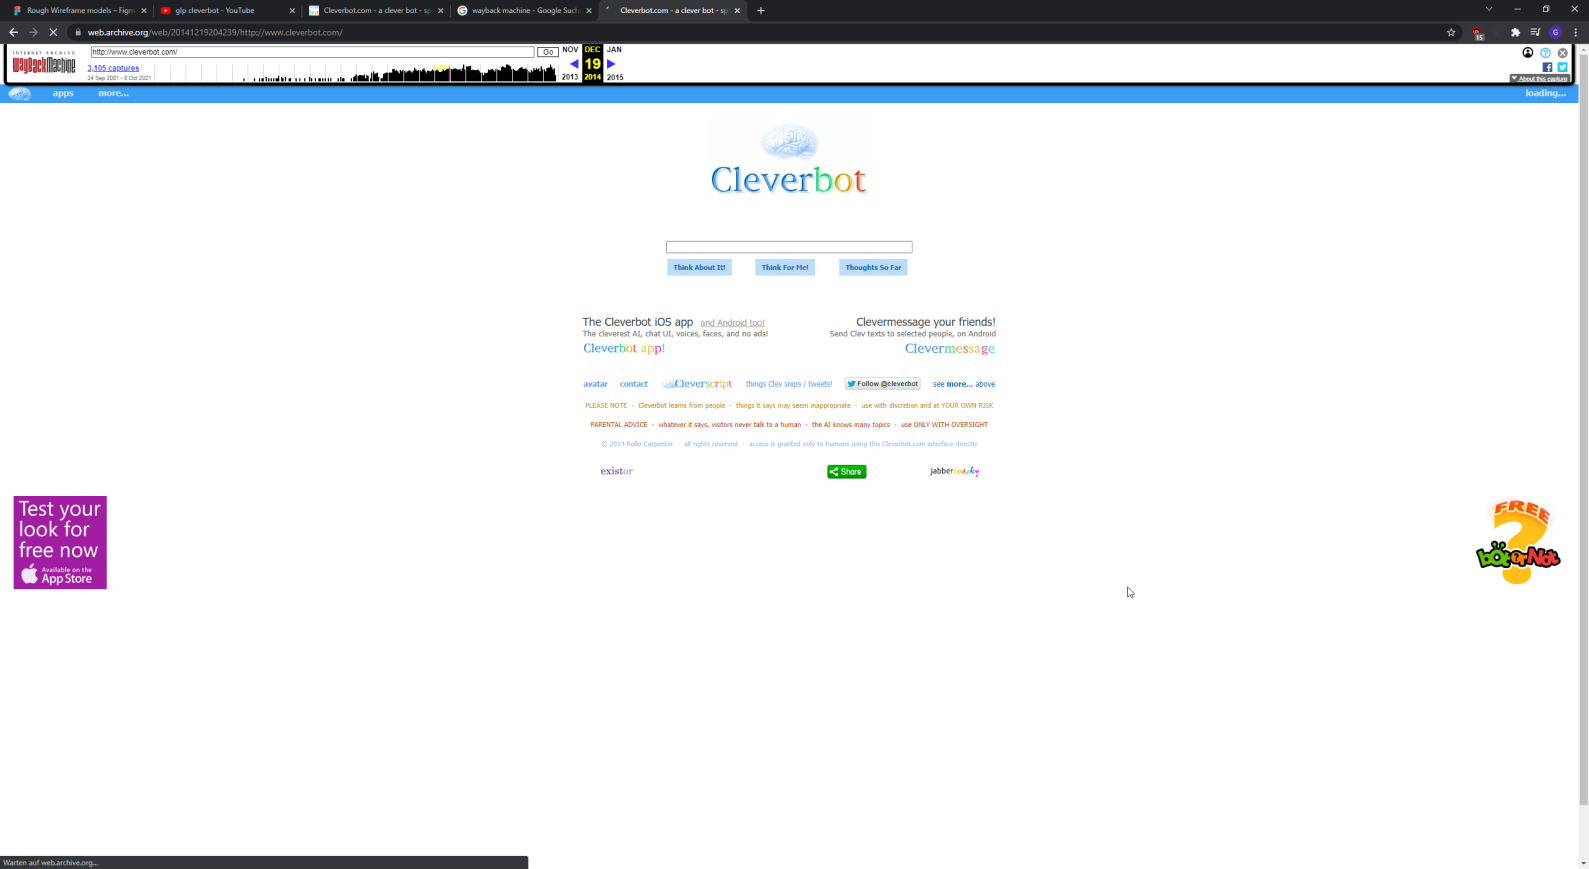 Rough Wireframe models – Figm
glp cleverbot - YouTube
Cleverbot.com - a clever bot - sp
wayback machine - Google Such
Cleverbot.com - a clever bot - sp
web.archive.org/web/20141219204239/http://www.cleverbot.com/
G
15
INTERNET ARCHIVE
WayBackMachine
http://www.cleverbot.com/
Go
NOV DEC JAN
19
2013 2014 2015
3,105 captures
24 Sep 2001 - 8 Oct 2021
About this capture
apps more... loading...
Cleverbot
Think About It! Think For Me! Thoughts So Far
The Cleverbot iOS app and Android too!
The cleverest AI, chat UI, voices, faces, and no ads!
Cleverbot app!
Clevermessage your friends!
Send Clev texts to selected people, on Android
Clevermessage
avatar contact Cleverscript things Clev snips / tweets! Follow @cleverbot see more... above
PLEASE NOTE - Cleverbot learns from people - things it says may seem inappropriate - use with discretion and at YOUR OWN RISK
PARENTAL ADVICE - whatever it says, visitors never talk to a human - the AI knows many topics - use ONLY WITH OVERSIGHT
© 2014 Rollo Carpenter - all rights reserved - access is granted only to humans using this Cleverbot.com interface directly
existor Share jabberwacky
Test your
look for
free now
Available on the
App Store
FREE
?
bOt orNot
Warten auf web.archive.org...